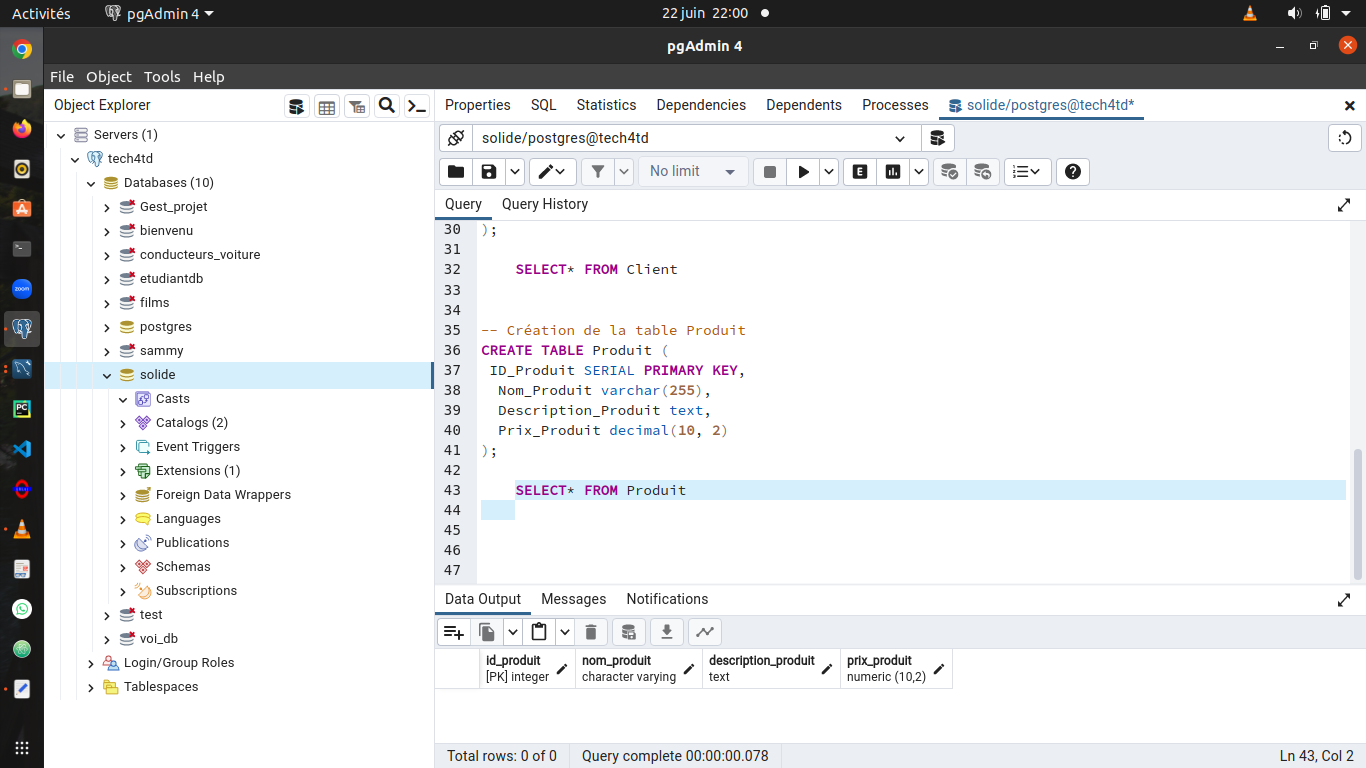 Activités
pgAdmin 4
22 juin 22:00
pgAdmin 4
File Object Tools Help
Object Explorer
Servers (1)
tech4td
Databases (10)
Gest_projet
bienvenu
conducteurs_voiture
etudiantdb
films
postgres
sammy
solide
Casts
Catalogs (2)
Event Triggers
Extensions (1)
Foreign Data Wrappers
Languages
Publications
Schemas
Subscriptions
test
voi_db
Login/Group Roles
Tablespaces
Properties SQL Statistics Dependencies Dependents Processes solide/postgres@tech4td*
solide/postgres@tech4td
No limit
E
Query Query History
30 );
31
32 SELECT* FROM Client
33
34
35 -- Création de la table Produit
36 CREATE TABLE Produit (
37 ID_Produit SERIAL PRIMARY KEY,
38 Nom_Produit varchar(255),
39 Description_Produit text,
40 Prix_Produit decimal(10, 2)
41 );
42
43 SELECT* FROM Produit
44
45
46
47
Data Output Messages Notifications
id_produit nom_produit description_produit prix_produit
[PK] integer character varying text numeric (10,2)
Total rows: 0 of 0 Query complete 00:00:00.078 Ln 43, Col 2
zoom
PC